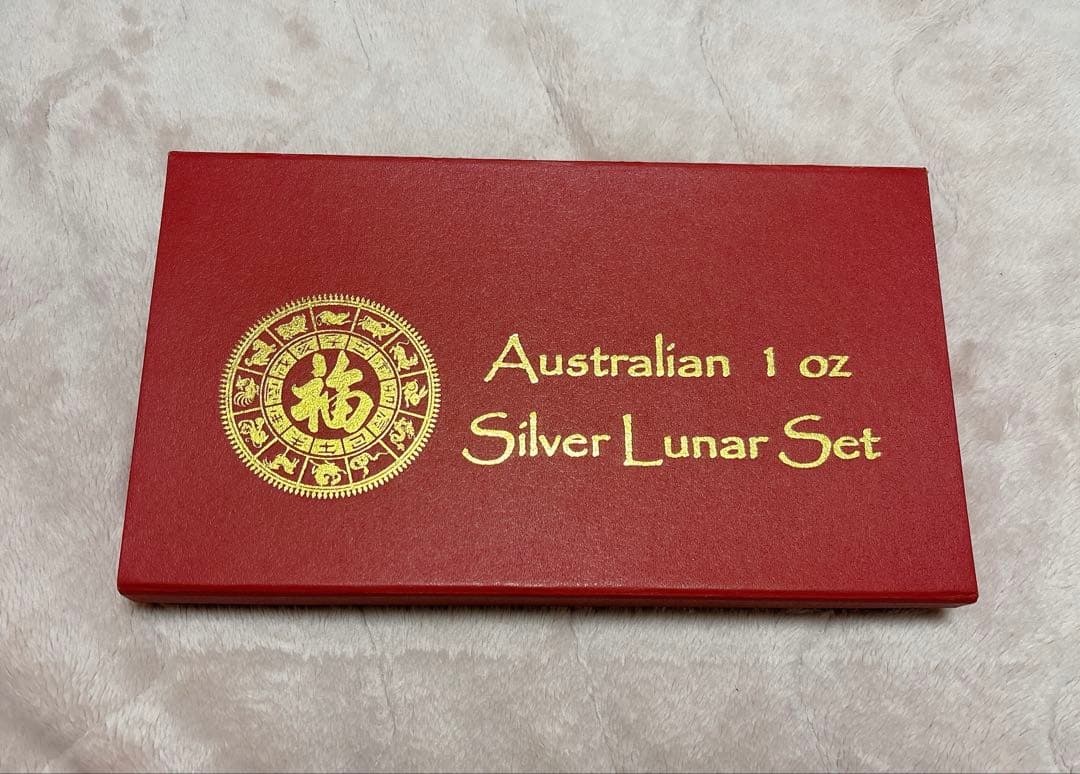 福
Australian 1 oz
Silver Lunar Set